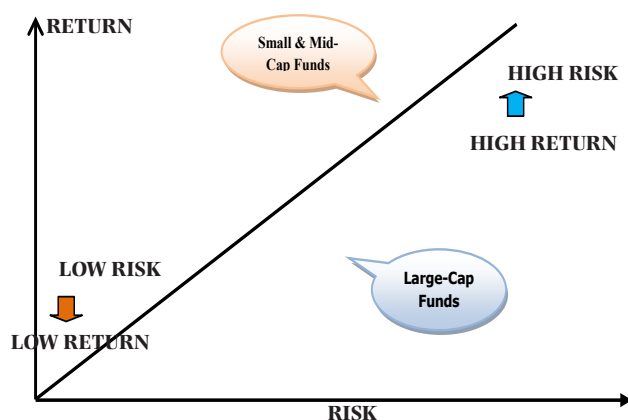 RETURN
Small & Mid-
Cap Funds
HIGH RISK
HIGH RETURN
LOW RISK
LOW RETURN
Large-Cap
Funds
RISK